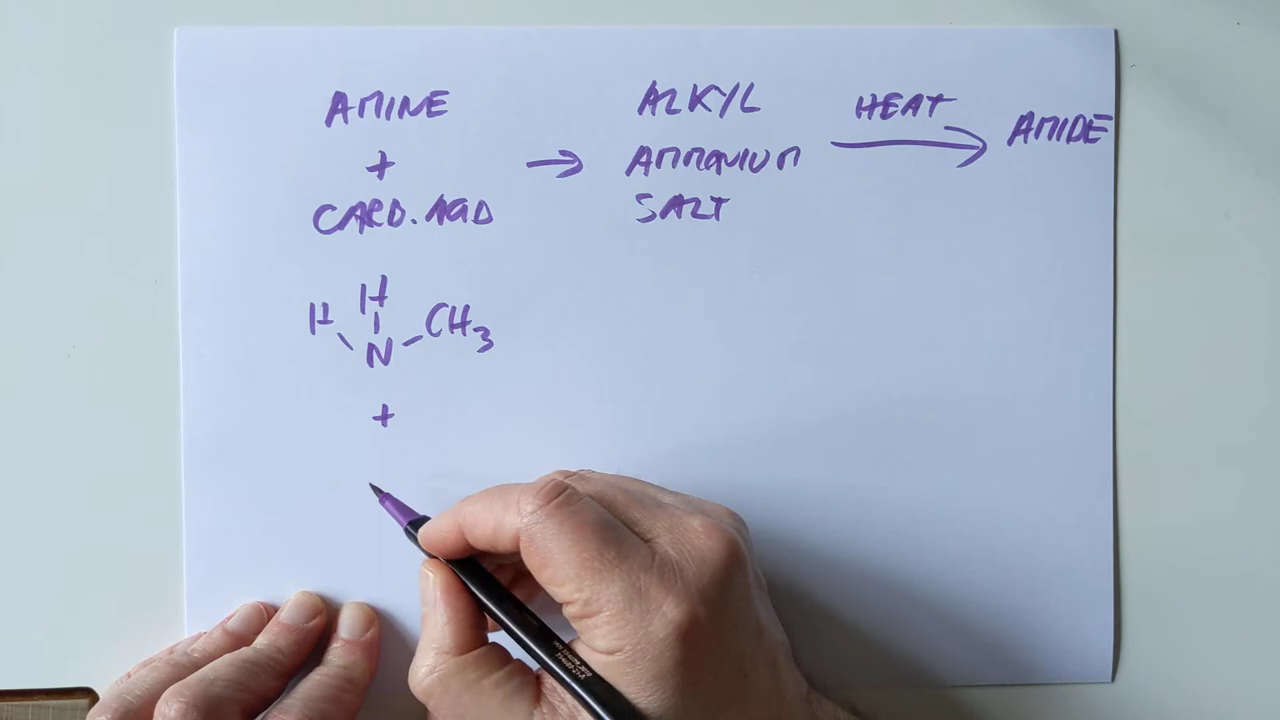 AMINE
+
CARB. ACID
→
ALKYL
AMMONIUM
SALT
HEAT
→
AMIDE
H H
N CH3
+